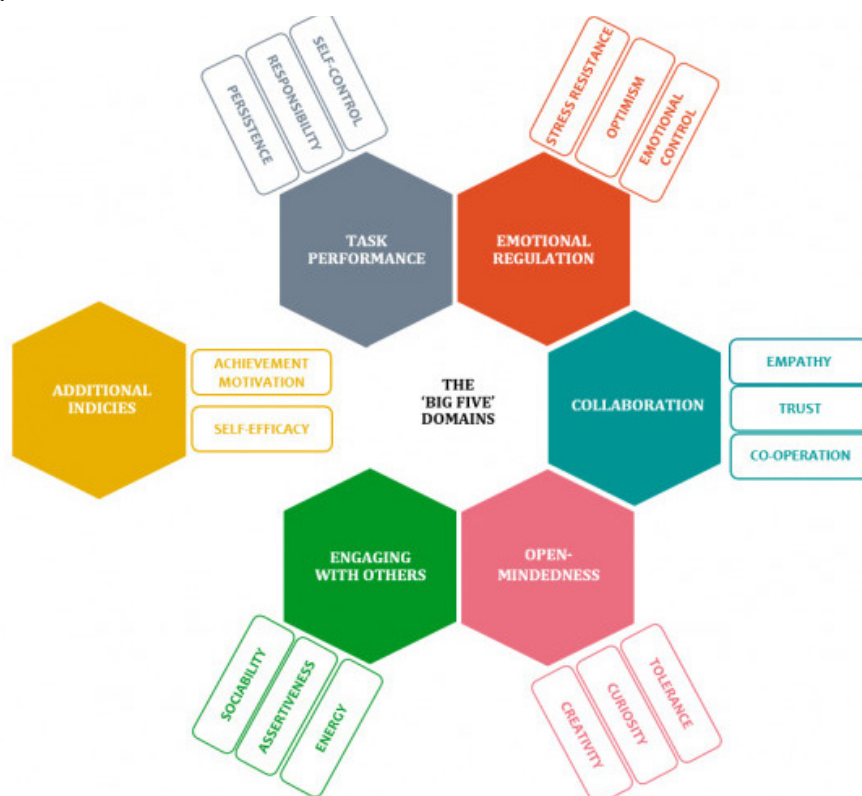 PERSISTENCE
RESPONSIBILITY
SELF-CONTROL
STRESS RESISTANCE
OPTIMISM
EMOTIONAL
CONTROL
TASK
PERFORMANCE
EMOTIONAL
REGULATION
ADDITIONAL
INDICIES
ACHIEVEMENT
MOTIVATION
SELF-EFFICACY
THE
'BIG FIVE'
DOMAINS
COLLABORATION
EMPATHY
TRUST
CO-OPERATION
ENGAGING
WITH OTHERS
OPEN-
MINDEDNESS
SOCIABILITY
ASSERTIVENESS
ENERGY
CREATIVITY
CURIOSITY
TOLERANCE